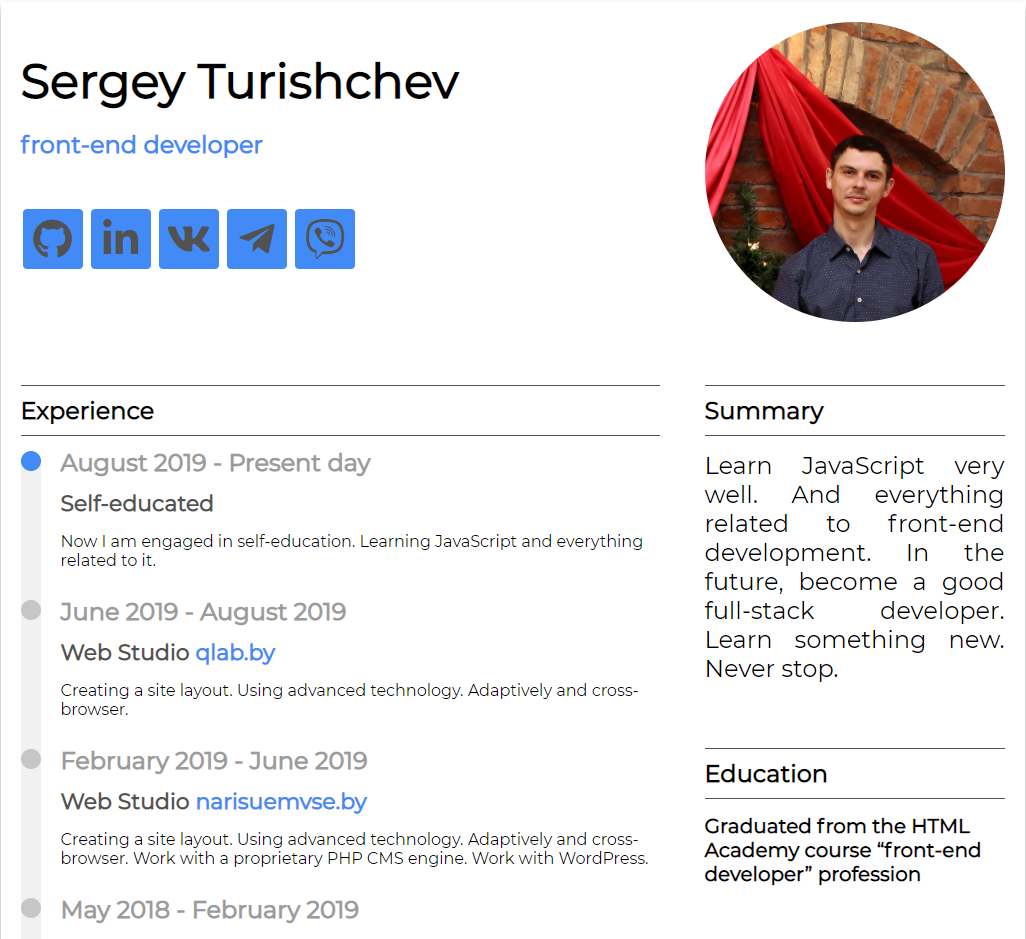 Sergey Turishchev
front-end developer
in
Experience
August 2019 - Present day
Self-educated
Now I am engaged in self-education. Learning JavaScript and everything
related to it.
June 2019 - August 2019
Web Studio qlab.by
Creating a site layout. Using advanced technology. Adaptively and cross-
browser.
February 2019 - June 2019
Web Studio narisuemvse.by
Creating a site layout. Using advanced technology. Adaptively and cross-
browser. Work with a proprietary PHP CMS engine. Work with WordPress.
May 2018 - February 2019
Summary
Learn JavaScript very
well. And everything
related to front-end
development. In the
future, become a good
full-stack developer.
Learn something new.
Never stop.
Education
Graduated from the HTML
Academy course “front-end
developer” profession